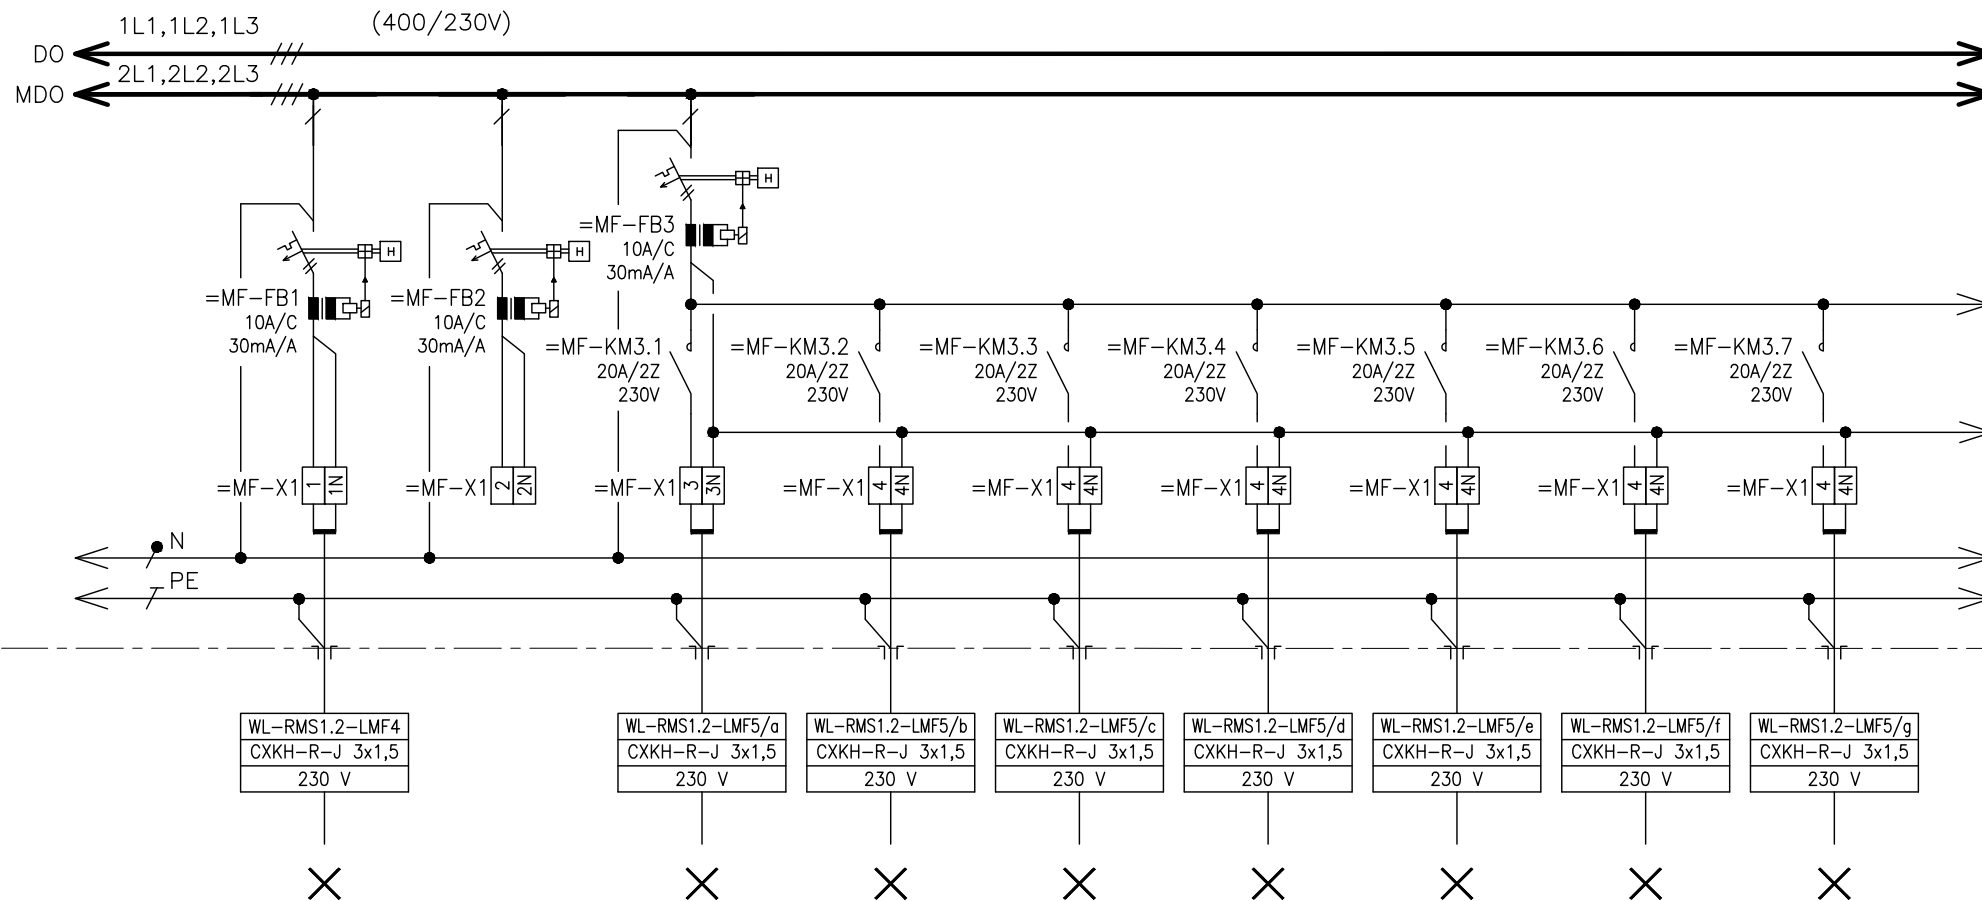 1L1,1L2,1L3 (400/230V)
DO
2L1,2L2,2L3
MDO
H
H
H
=MF-FB1
10A/C
30mA/A
=MF-FB2
10A/C
30mA/A
=MF-FB3
10A/C
30mA/A
=MF-KM3.1
20A/2Z
230V
=MF-KM3.2
20A/2Z
230V
=MF-KM3.3
20A/2Z
230V
=MF-KM3.4
20A/2Z
230V
=MF-KM3.5
20A/2Z
230V
=MF-KM3.6
20A/2Z
230V
=MF-KM3.7
20A/2Z
230V
=MF-X1 1 1N
=MF-X1 2 2N
=MF-X1 3 3N
=MF-X1 4 4N
=MF-X1 4 4N
=MF-X1 4 4N
=MF-X1 4 4N
=MF-X1 4 4N
=MF-X1 4 4N
N
PE
WL-RMS1.2-LMF4
CXKH-R-J 3x1,5
230 V
WL-RMS1.2-LMF5/a
CXKH-R-J 3x1,5
230 V
WL-RMS1.2-LMF5/b
CXKH-R-J 3x1,5
230 V
WL-RMS1.2-LMF5/c
CXKH-R-J 3x1,5
230 V
WL-RMS1.2-LMF5/d
CXKH-R-J 3x1,5
230 V
WL-RMS1.2-LMF5/e
CXKH-R-J 3x1,5
230 V
WL-RMS1.2-LMF5/f
CXKH-R-J 3x1,5
230 V
WL-RMS1.2-LMF5/g
CXKH-R-J 3x1,5
230 V